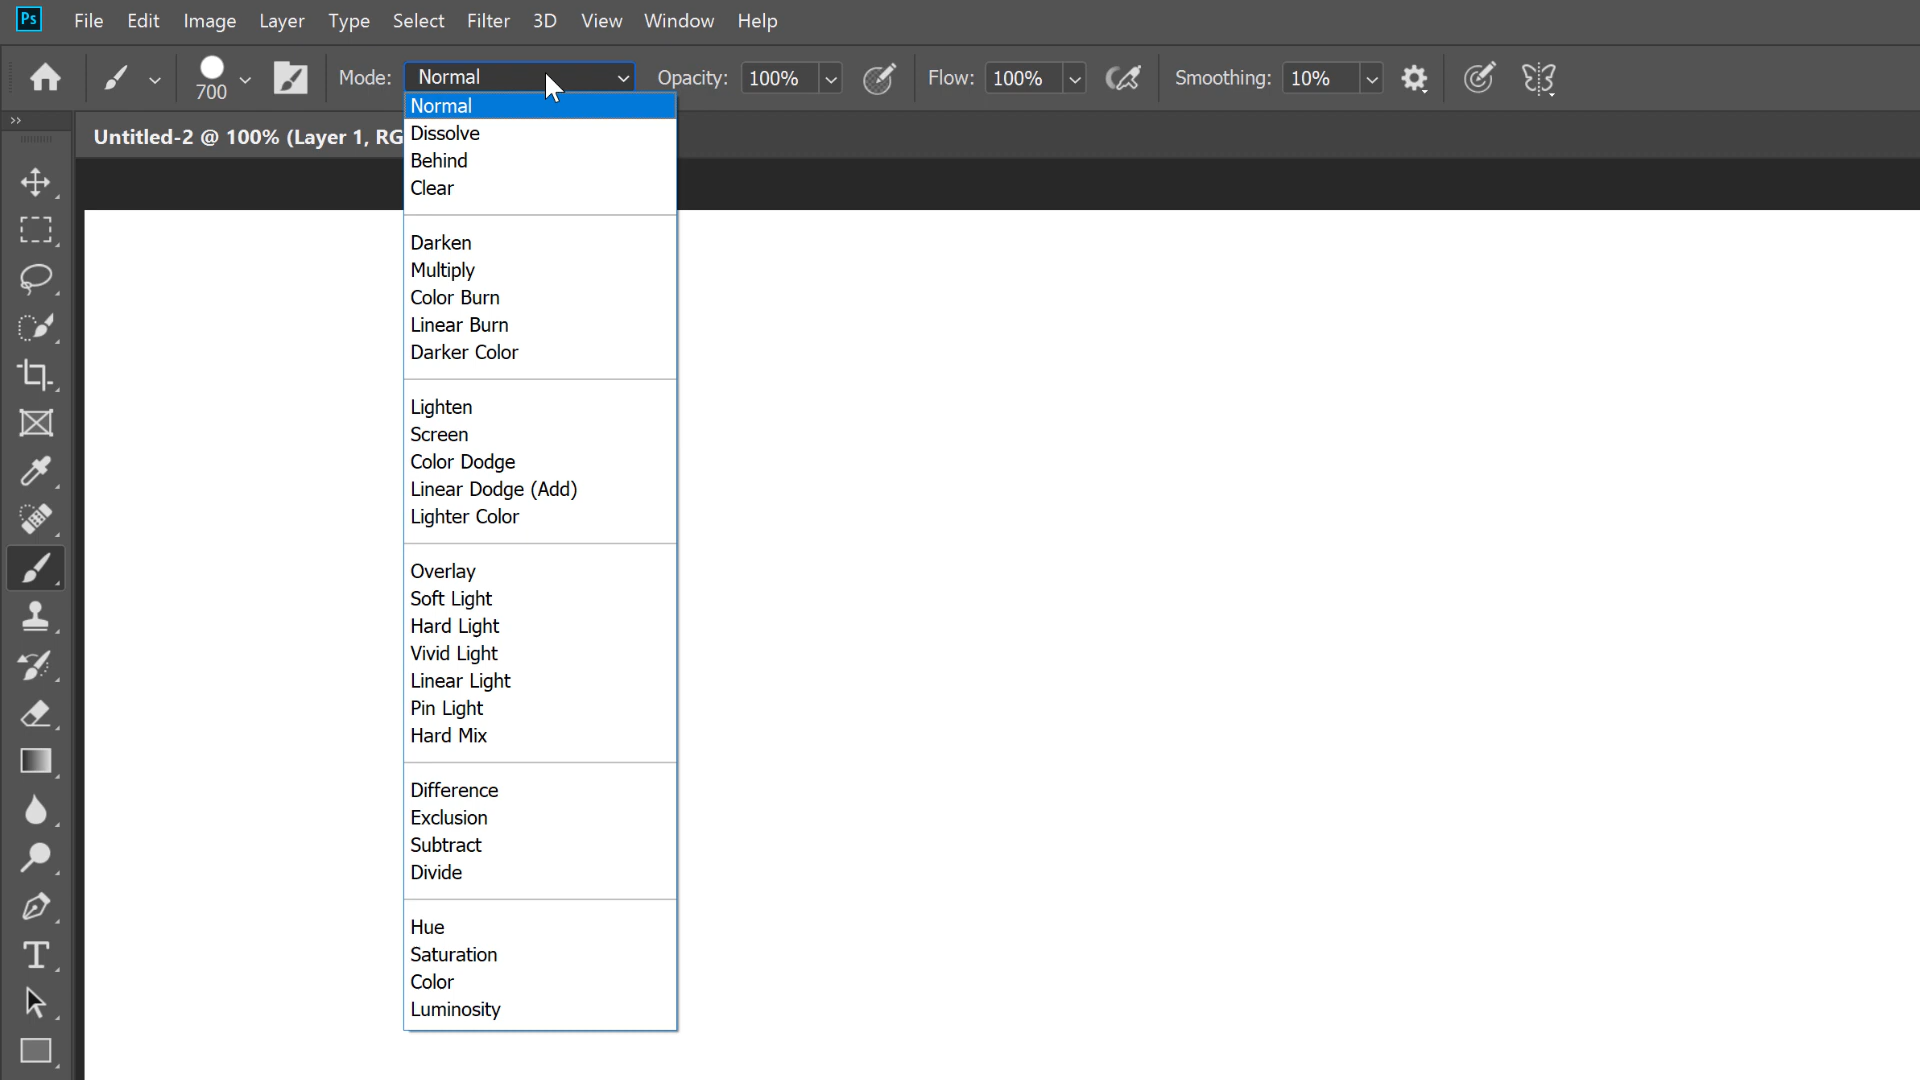 Ps File Edit Image Layer Type Select Filter 3D View Window Help
700 Mode: Normal Opacity: 100% Flow: 100% Smoothing: 10%
Untitled-2 @ 100% (Layer 1, RG
Normal
Dissolve
Behind
Clear
Darken
Multiply
Color Burn
Linear Burn
Darker Color
Lighten
Screen
Color Dodge
Linear Dodge (Add)
Lighter Color
Overlay
Soft Light
Hard Light
Vivid Light
Linear Light
Pin Light
Hard Mix
Difference
Exclusion
Subtract
Divide
Hue
Saturation
Color
Luminosity